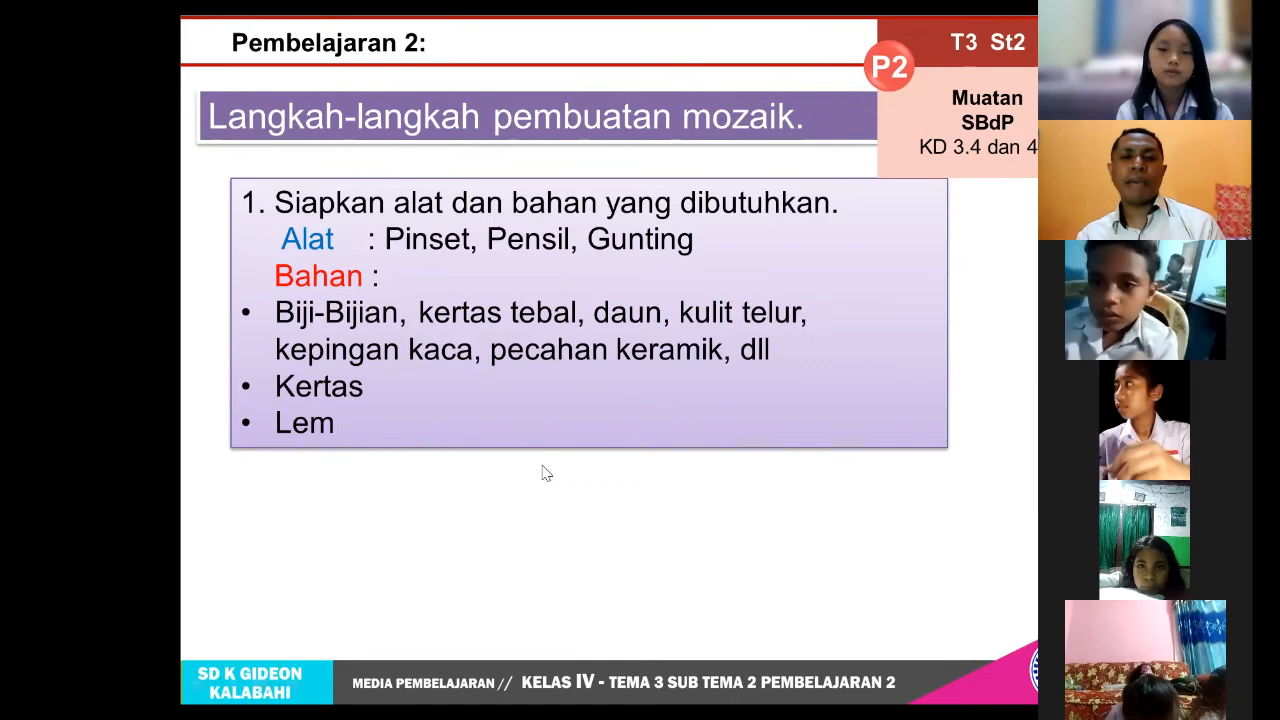 Pembelajaran 2:
T3 St2
P2
Muatan
SBdP
KD 3.4 dan 4
Langkah-langkah pembuatan mozaik.
1. Siapkan alat dan bahan yang dibutuhkan.
Alat : Pinset, Pensil, Gunting
Bahan :
• Biji-Bijian, kertas tebal, daun, kulit telur,
kepingan kaca, pecahan keramik, dll
• Kertas
• Lem
SD K GIDEON
KALABAHI
MEDIA PEMBELAJARAN // KELAS IV - TEMA 3 SUB TEMA 2 PEMBELAJARAN 2